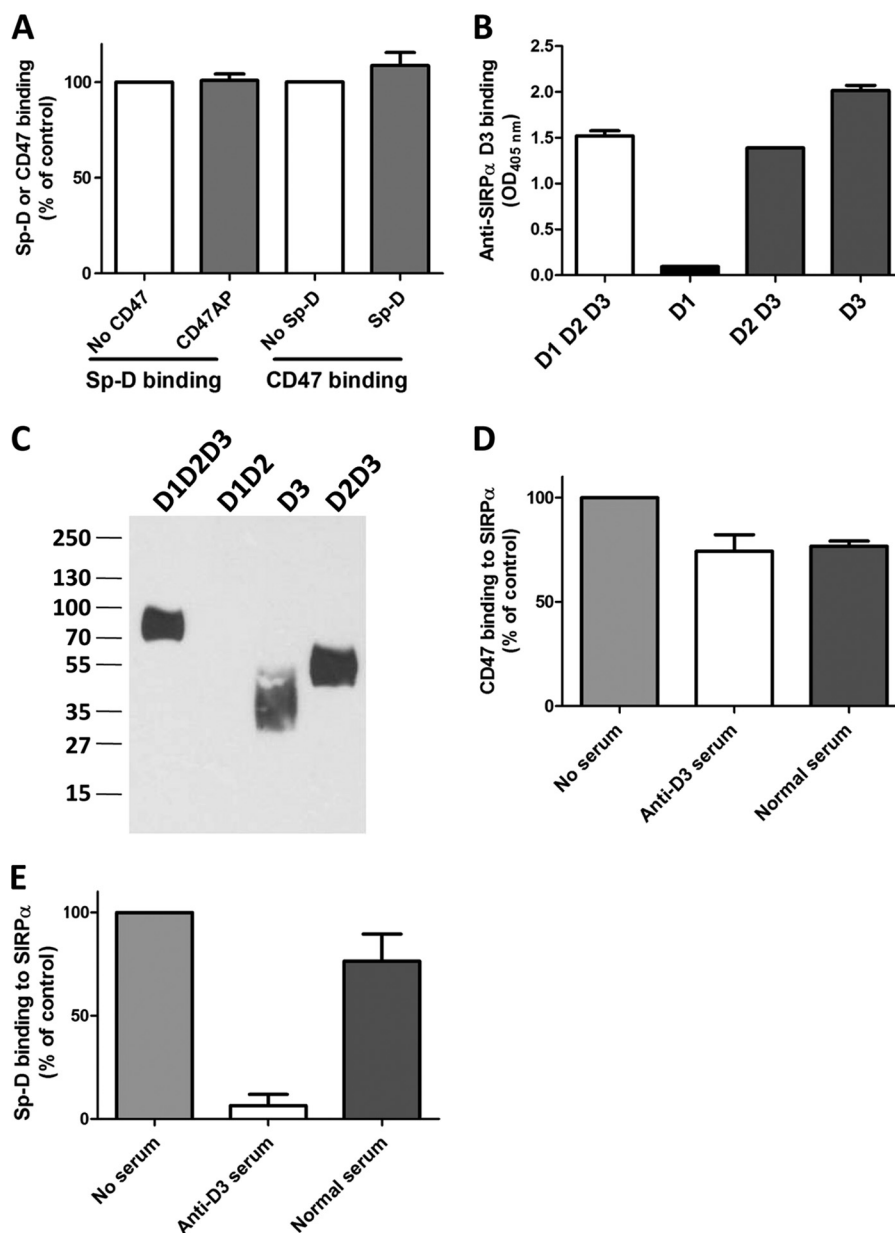 A
Sp-D or CD47 binding
(% of control)
100
50
0
No CD47
CD47AP
No Sp-D
Sp-D
Sp-D binding
CD47 binding
B
Anti-SIRPα D3 binding
(OD405 nm)
2.5
2.0
1.5
1.0
0.5
0.0
D1 D2 D3
D1
D2 D3
D3
C
D1D2D3
D1D2
D3
D2D3
250
130
100
70
55
35
27
15
D
CD47 binding to SIRPα
(% of control)
100
50
0
No serum
Anti-D3 serum
Normal serum
E
Sp-D binding to SIRPα
(% of control)
100
50
0
No serum
Anti-D3 serum
Normal serum